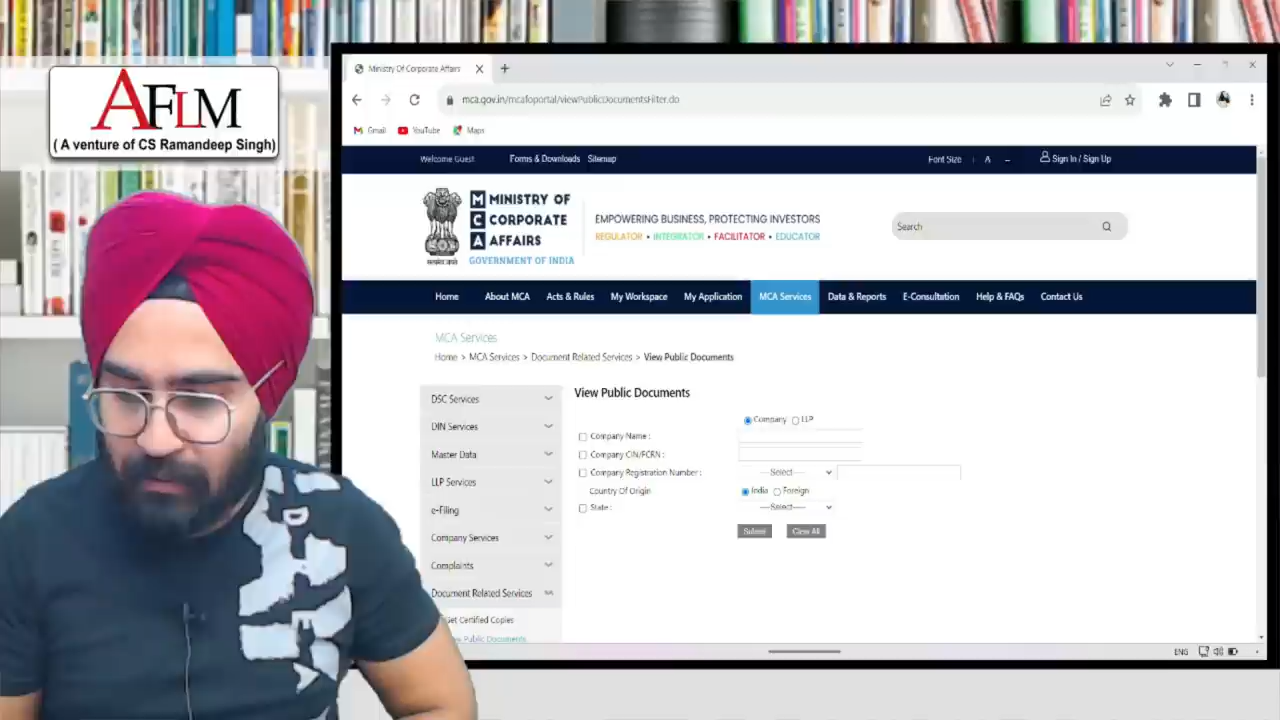 AFLM
( A venture of CS Ramandeep Singh)
Ministry Of Corporate Affairs
mca.gov.in/mcafoportal/viewPublicDocumentsFilter.do
Gmail YouTube Maps
Welcome Guest Forms & Downloads Sitemap Font Size A Sign In / Sign Up
MINISTRY OF
CORPORATE
AFFAIRS
GOVERNMENT OF INDIA
EMPOWERING BUSINESS, PROTECTING INVESTORS
REGULATOR • INTEGRATOR • FACILITATOR • EDUCATOR
Search
Home About MCA Acts & Rules My Workspace My Application MCA Services Data & Reports E-Consultation Help & FAQs Contact Us
MCA Services
Home > MCA Services > Document Related Services > View Public Documents
DSC Services
DIN Services
Master Data
LLP Services
e-Filing
Company Services
Complaints
Document Related Services
Get Certified Copies
View Public Documents
View Public Documents
Company LLP
Company Name :
Company CIN/FCRN :
Company Registration Number : ---Select---
Country Of Origin India Foreign
State : ---Select---
Submit Clear All
ENG